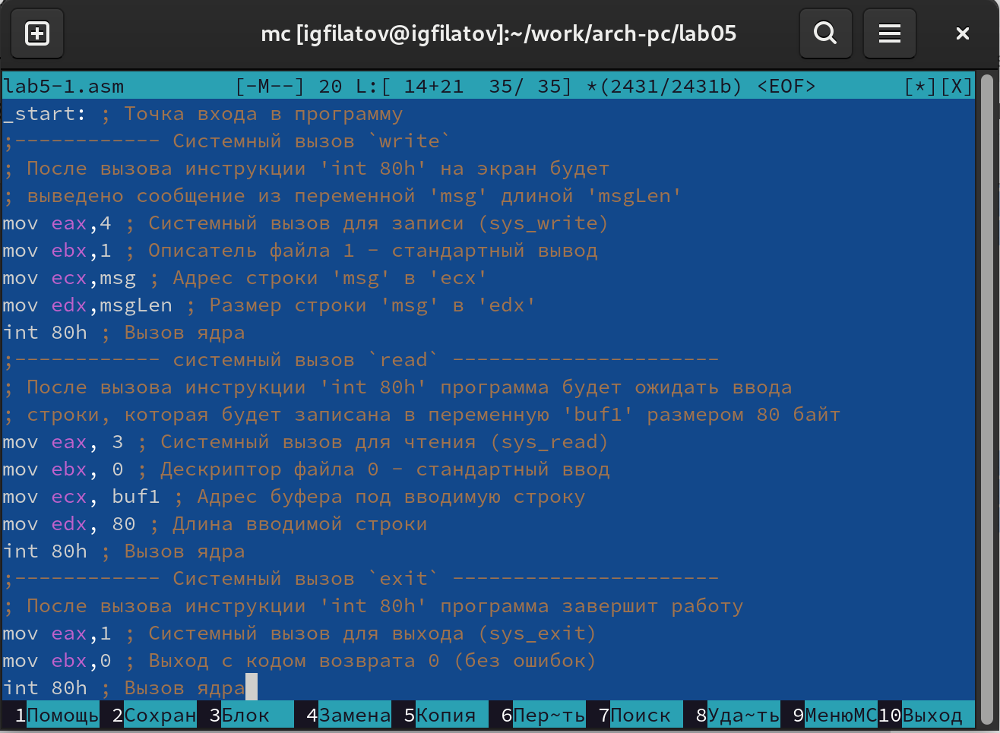 mc [igfilatov@igfilatov]:~/work/arch-pc/lab05
lab5-1.asm [-M--] 20 L:[ 14+21 35/ 35] *(2431/2431b) <EOF> [*][X]
_start: ; Точка входа в программу
;------------ Системный вызов `write`
; После вызова инструкции 'int 80h' на экран будет
; выведено сообщение из переменной 'msg' длиной 'msgLen'
mov eax,4 ; Системный вызов для записи (sys_write)
mov ebx,1 ; Описатель файла 1 - стандартный вывод
mov ecx,msg ; Адрес строки 'msg' в 'ecx'
mov edx,msgLen ; Размер строки 'msg' в 'edx'
int 80h ; Вызов ядра
;------------ системный вызов `read` ----------------------
; После вызова инструкции 'int 80h' программа будет ожидать ввода
; строки, которая будет записана в переменную 'buf1' размером 80 байт
mov eax, 3 ; Системный вызов для чтения (sys_read)
mov ebx, 0 ; Дескриптор файла 0 - стандартный ввод
mov ecx, buf1 ; Адрес буфера под вводимую строку
mov edx, 80 ; Длина вводимой строки
int 80h ; Вызов ядра
;------------ Системный вызов `exit` ----------------------
; После вызова инструкции 'int 80h' программа завершит работу
mov eax,1 ; Системный вызов для выхода (sys_exit)
mov ebx,0 ; Выход с кодом возврата 0 (без ошибок)
int 80h ; Вызов ядра
1Помощь 2Сохран 3Блок 4Замена 5Копия 6Пер~ть 7Поиск 8Уда~ть 9МенюМС 10Выход